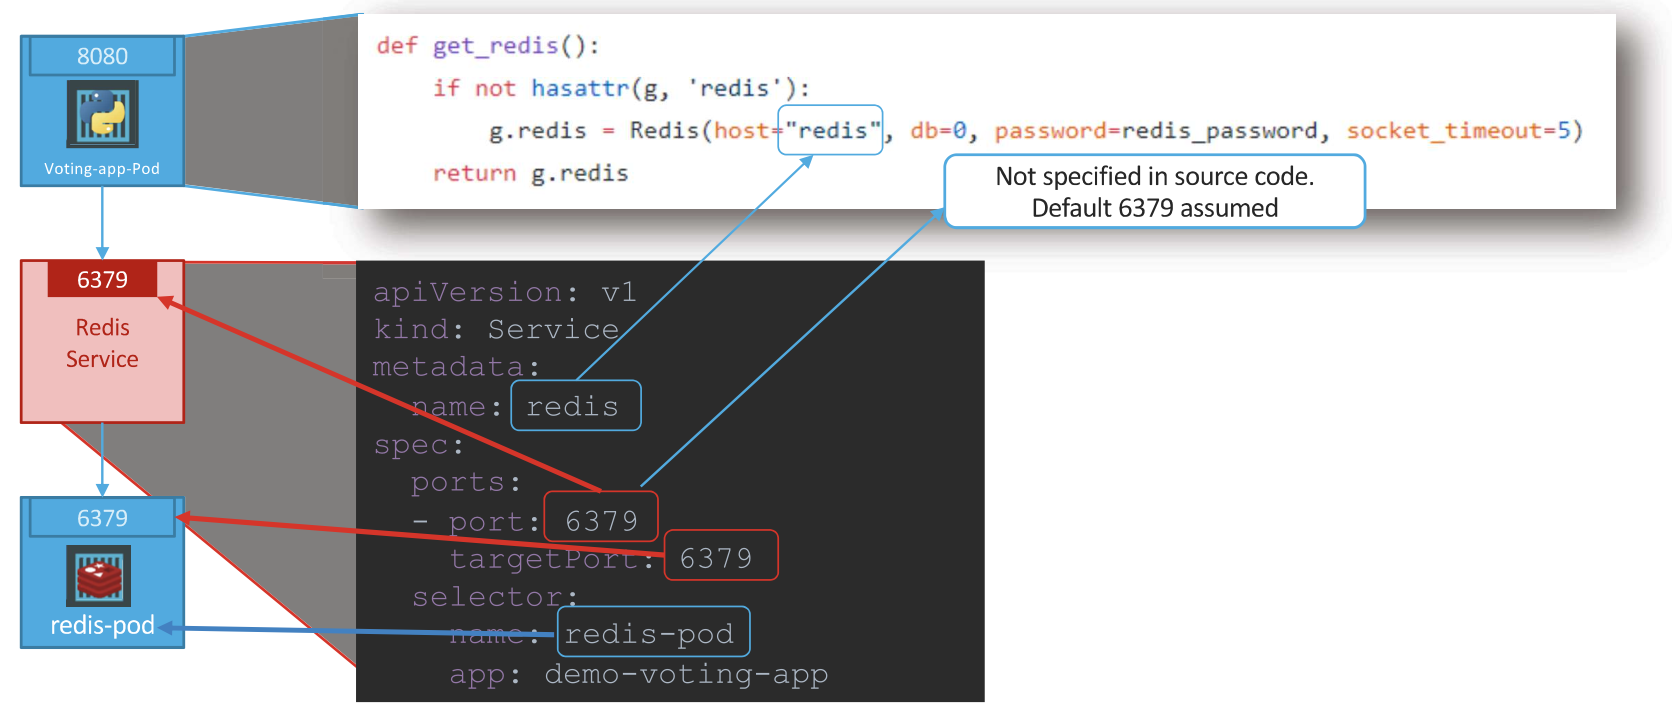 8080
Voting-app-Pod
def get_redis():
if not hasattr(g, 'redis'):
g.redis = Redis(host="redis", db=0, password=redis_password, socket_timeout=5)
return g.redis
Not specified in source code.
Default 6379 assumed
6379
Redis
Service
6379
redis-pod
apiVersion: v1
kind: Service
metadata:
name: redis
spec:
ports:
- port: 6379
targetPort: 6379
selector:
name: redis-pod
app: demo-voting-app